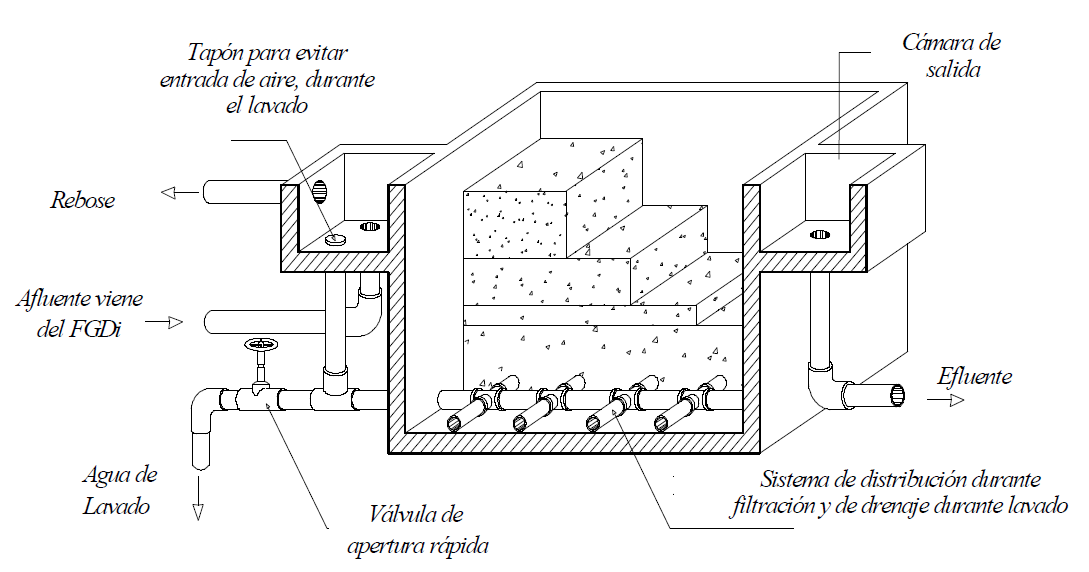 Tapón para evitar
entrada de aire, durante
el lavado
Cámara de
salida
Rebose
Afluente viene
del FGDi
Efluente
Agua de
Lavado
Válvula de
apertura rápida
Sistema de distribución durante
filtración y de drenaje durante lavado